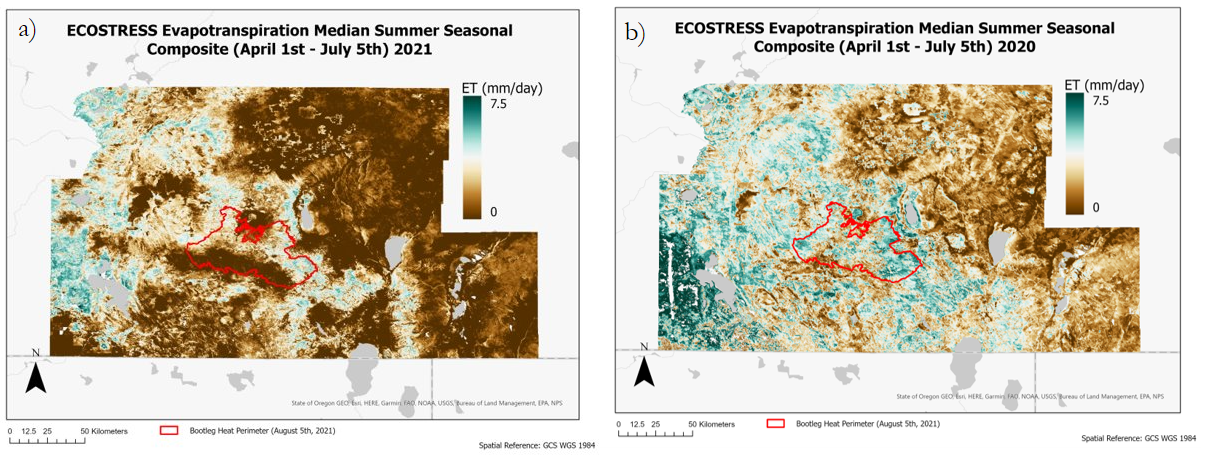 a)
ECOSTRESS Evapotranspiration Median Summer Seasonal
Composite (April 1st - July 5th) 2021
ET (mm/day)
7.5
0
N
State of Oregon GEO, Esri, HERE, Garmin, FAO, NOAA, USGS, Bureau of Land Management, EPA, NPS
0 12.5 25 50 Kilometers
Bootleg Heat Perimeter (August 5th, 2021)
Spatial Reference: GCS WGS 1984
b)
ECOSTRESS Evapotranspiration Median Summer Seasonal
Composite (April 1st - July 5th) 2020
ET (mm/day)
7.5
0
N
State of Oregon GEO, Esri, HERE, Garmin, FAO, NOAA, USGS, Bureau of Land Management, EPA, NPS
0 12.5 25 50 Kilometers
Bootleg Heat Perimeter (August 5th, 2021)
Spatial Reference: GCS WGS 1984